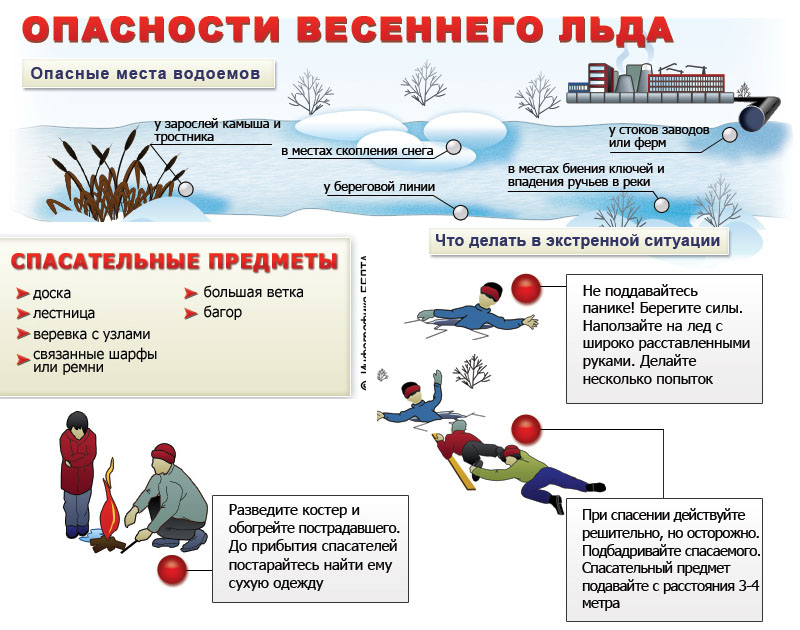 ОПАСНОСТИ ВЕСЕННЕГО ЛЬДА
Опасные места водоемов
у зарослей камыша и
тростника
в местах скопления снега
у береговой линии
у стоков заводов
или ферм
в местах биения ключей и
впадения ручьев в реки
СПАСАТЕЛЬНЫЕ ПРЕДМЕТЫ
доска
лестница
веревка с узлами
связанные шарфы
или ремни
большая ветка
багор
Что делать в экстренной ситуации
Не поддавайтесь
панике! Берегите силы.
Наползайте на лед с
широко расставленными
руками. Делайте
несколько попыток
При спасении действуйте
решительно, но осторожно.
Подбадривайте спасаемого.
Спасательный предмет
подавайте с расстояния 3-4
метра
Разведите костер и
обогрейте пострадавшего.
До прибытия спасателей
постарайтесь найти ему
сухую одежду